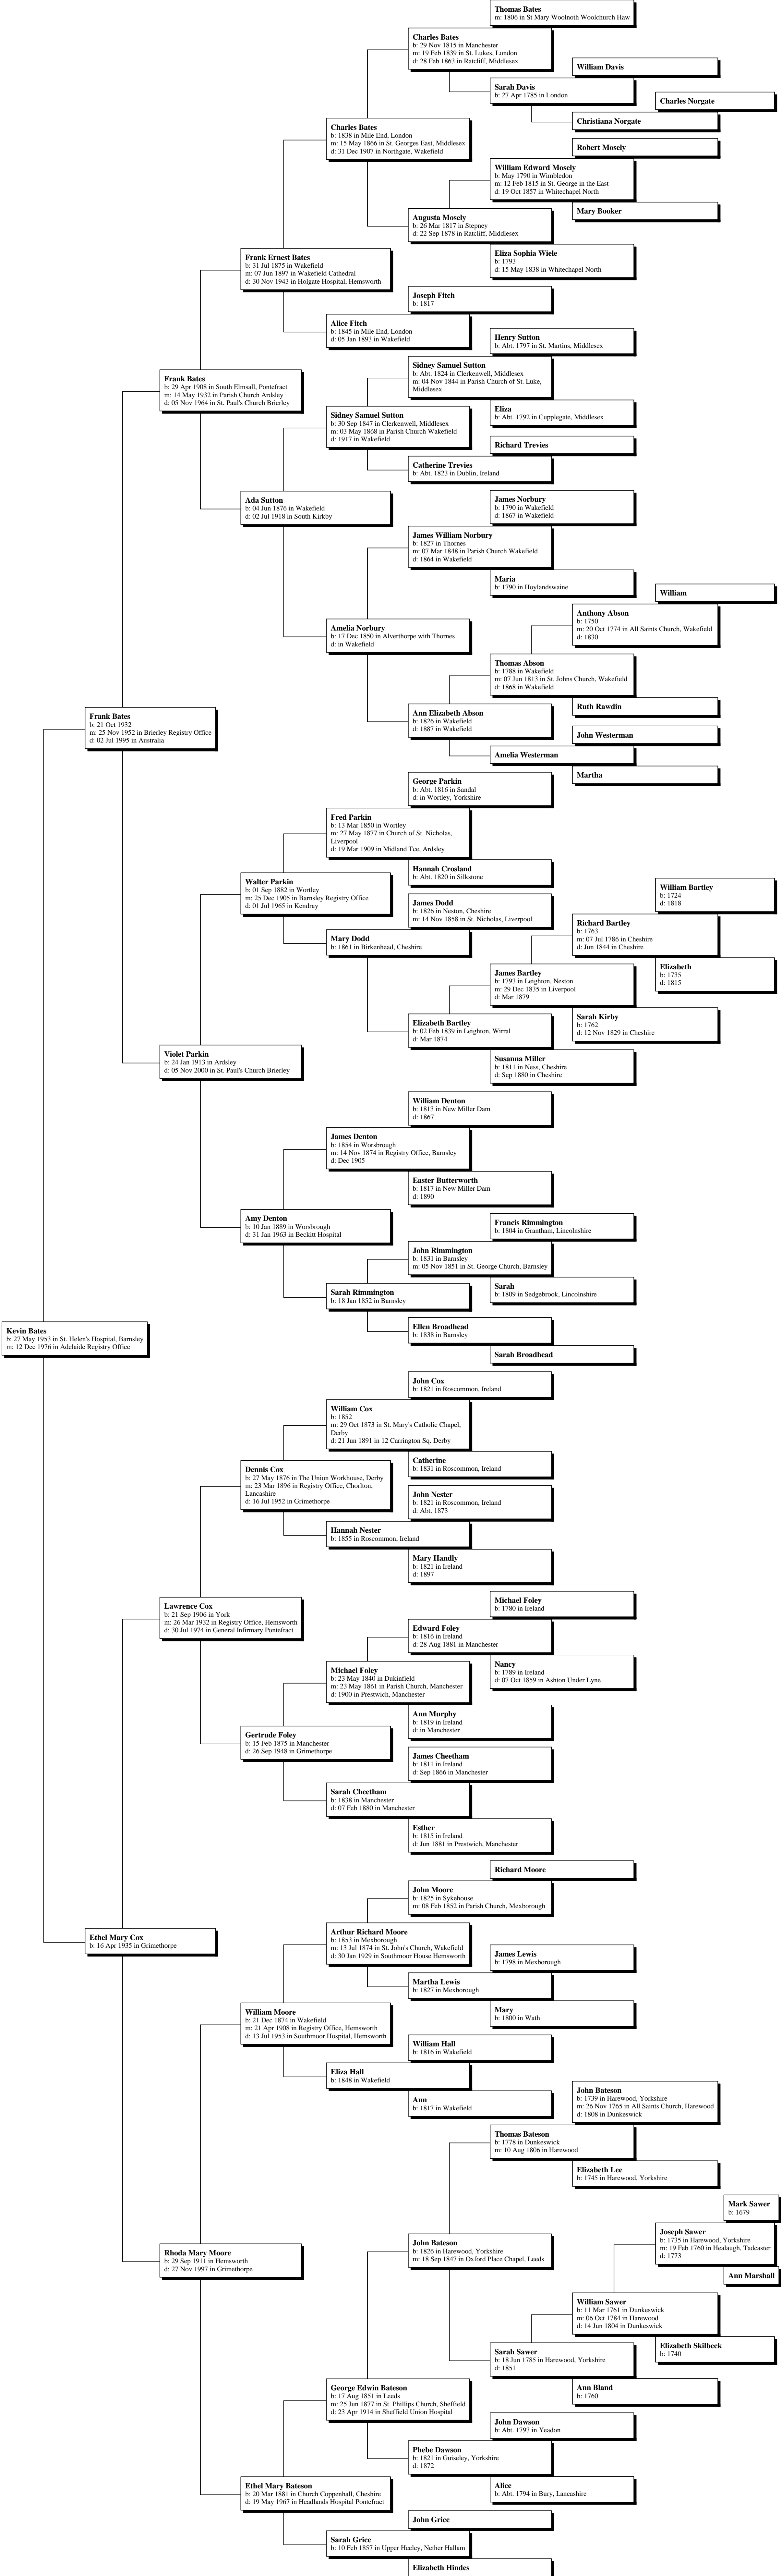 Thomas Bates
m: 1806 in St Mary Woolnoth Woolchurch Haw
Charles Bates
b: 29 Nov 1815 in Manchester
m: 19 Feb 1839 in St. Lukes, London
d: 28 Feb 1863 in Ratcliff, Middlesex
William Davis
Sarah Davis
b: 27 Apr 1785 in London
Charles Norgate
Christiana Norgate
Charles Bates
b: 1838 in Mile End, London
m: 15 May 1866 in St. Georges East, Middlesex
d: 31 Dec 1907 in Northgate, Wakefield
Robert Mosely
William Edward Mosely
b: May 1790 in Wimbledon
m: 12 Feb 1815 in St. George in the East
d: 19 Oct 1857 in Whitechapel North
Mary Booker
Augusta Mosely
b: 26 Mar 1817 in Stepney
d: 22 Sep 1878 in Ratcliff, Middlesex
Eliza Sophia Wiele
b: 1793
d: 15 May 1838 in Whitechapel North
Frank Ernest Bates
b: 31 Jul 1875 in Wakefield
m: 07 Jun 1897 in Wakefield Cathedral
d: 30 Nov 1943 in Holgate Hospital, Hemsworth
Joseph Fitch
b: 1817
Alice Fitch
b: 1845 in Mile End, London
d: 05 Jan 1893 in Wakefield
Henry Sutton
b: Abt. 1797 in St. Martins, Middlesex
Sidney Samuel Sutton
b: Abt. 1824 in Clerkenwell, Middlesex
m: 04 Nov 1844 in Parish Church of St. Luke,
Middlesex
Frank Bates
b: 29 Apr 1908 in South Elmsall, Pontefract
m: 14 May 1932 in Parish Church Ardsley
d: 05 Nov 1964 in St. Paul's Church Brierley
Eliza
b: Abt. 1792 in Cupplegate, Middlesex
Sidney Samuel Sutton
b: 30 Sep 1847 in Clerkenwell, Middlesex
m: 03 May 1868 in Parish Church Wakefield
d: 1917 in Wakefield
Richard Trevies
Catherine Trevies
b: Abt. 1823 in Dublin, Ireland
Ada Sutton
b: 04 Jun 1876 in Wakefield
d: 02 Jul 1918 in South Kirkby
James Norbury
b: 1790 in Wakefield
d: 1867 in Wakefield
James William Norbury
b: 1827 in Thornes
m: 07 Mar 1848 in Parish Church Wakefield
d: 1864 in Wakefield
Maria
b: 1790 in Hoylandswaine
William
Anthony Abson
b: 1750
m: 20 Oct 1774 in All Saints Church, Wakefield
d: 1830
Amelia Norbury
b: 17 Dec 1850 in Alverthorpe with Thornes
d: in Wakefield
Thomas Abson
b: 1788 in Wakefield
m: 07 Jun 1813 in St. Johns Church, Wakefield
d: 1868 in Wakefield
Ruth Rawdin
Ann Elizabeth Abson
b: 1826 in Wakefield
d: 1887 in Wakefield
John Westerman
Amelia Westerman
Martha
Frank Bates
b: 21 Oct 1932
m: 25 Nov 1952 in Brierley Registry Office
d: 02 Jul 1995 in Australia
George Parkin
b: Abt. 1816 in Sandal
d: in Wortley, Yorkshire
Fred Parkin
b: 13 Mar 1850 in Wortley
m: 27 May 1877 in Church of St. Nicholas,
Liverpool
d: 19 Mar 1909 in Midland Tce, Ardsley
Hannah Crosland
b: Abt. 1820 in Silkstone
Walter Parkin
b: 01 Sep 1882 in Wortley
m: 25 Dec 1905 in Barnsley Registry Office
d: 01 Jul 1965 in Kendray
James Dodd
b: 1826 in Neston, Cheshire
m: 14 Nov 1858 in St. Nicholas, Liverpool
Mary Dodd
b: 1861 in Birkenhead, Cheshire
William Bartley
b: 1724
d: 1818
Richard Bartley
b: 1763
m: 07 Jul 1786 in Cheshire
d: Jun 1844 in Cheshire
Elizabeth
b: 1735
d: 1815
James Bartley
b: 1793 in Leighton, Neston
m: 29 Dec 1835 in Liverpool
d: Mar 1879
Sarah Kirby
b: 1762
d: 12 Nov 1829 in Cheshire
Elizabeth Bartley
b: 02 Feb 1839 in Leighton, Wirral
d: Mar 1874
Susanna Miller
b: 1811 in Ness, Cheshire
d: Sep 1880 in Cheshire
Violet Parkin
b: 24 Jan 1913 in Ardsley
d: 05 Nov 2000 in St. Paul's Church Brierley
William Denton
b: 1813 in New Miller Dam
d: 1867
James Denton
b: 1854 in Worsbrough
m: 14 Nov 1874 in Registry Office, Barnsley
d: Dec 1905
Easter Butterworth
b: 1817 in New Miller Dam
d: 1890
Amy Denton
b: 10 Jan 1889 in Worsbrough
d: 31 Jan 1963 in Beckitt Hospital
Francis Rimmington
b: 1804 in Grantham, Lincolnshire
John Rimmington
b: 1831 in Barnsley
m: 05 Nov 1851 in St. George Church, Barnsley
Sarah
b: 1809 in Sedgebrook, Lincolnshire
Sarah Rimmington
b: 18 Jan 1852 in Barnsley
Ellen Broadhead
b: 1838 in Barnsley
Sarah Broadhead
Kevin Bates
b: 27 May 1953 in St. Helen's Hospital, Barnsley
m: 12 Dec 1976 in Adelaide Registry Office
John Cox
b: 1821 in Roscommon, Ireland
William Cox
b: 1852
m: 29 Oct 1873 in St. Mary's Catholic Chapel,
Derby
d: 21 Jun 1891 in 12 Carrington Sq. Derby
Catherine
b: 1831 in Roscommon, Ireland
Dennis Cox
b: 27 May 1876 in The Union Workhouse, Derby
m: 23 Mar 1896 in Registry Office, Chorlton,
Lancashire
d: 16 Jul 1952 in Grimethorpe
John Nester
b: 1821 in Roscommon, Ireland
d: Abt. 1873
Hannah Nester
b: 1855 in Roscommon, Ireland
Mary Handly
b: 1821 in Ireland
d: 1897
Lawrence Cox
b: 21 Sep 1906 in York
m: 26 Mar 1932 in Registry Office, Hemsworth
d: 30 Jul 1974 in General Infirmary Pontefract
Michael Foley
b: 1780 in Ireland
Edward Foley
b: 1816 in Ireland
d: 28 Aug 1881 in Manchester
Nancy
b: 1789 in Ireland
d: 07 Oct 1859 in Ashton Under Lyne
Michael Foley
b: 23 May 1840 in Dukinfield
m: 23 May 1861 in Parish Church, Manchester
d: 1900 in Prestwich, Manchester
Ann Murphy
b: 1819 in Ireland
d: in Manchester
Gertrude Foley
b: 15 Feb 1875 in Manchester
d: 26 Sep 1948 in Grimethorpe
James Cheetham
b: 1811 in Ireland
d: Sep 1866 in Manchester
Sarah Cheetham
b: 1838 in Manchester
d: 07 Feb 1880 in Manchester
Esther
b: 1815 in Ireland
d: Jun 1881 in Prestwich, Manchester
Ethel Mary Cox
b: 16 Apr 1935 in Grimethorpe
Richard Moore
John Moore
b: 1825 in Sykehouse
m: 08 Feb 1852 in Parish Church, Mexborough
Arthur Richard Moore
b: 1853 in Mexborough
m: 13 Jul 1874 in St. John's Church, Wakefield
d: 30 Jan 1929 in Southmoor House Hemsworth
James Lewis
b: 1798 in Mexborough
Martha Lewis
b: 1827 in Mexborough
Mary
b: 1800 in Wath
William Moore
b: 21 Dec 1874 in Wakefield
m: 21 Apr 1908 in Registry Office, Hemsworth
d: 13 Jul 1953 in Southmoor Hospital, Hemsworth
William Hall
b: 1816 in Wakefield
Eliza Hall
b: 1848 in Wakefield
Ann
b: 1817 in Wakefield
John Bateson
b: 1739 in Harewood, Yorkshire
m: 26 Nov 1765 in All Saints Church, Harewood
d: 1808 in Dunkeswick
Thomas Bateson
b: 1778 in Dunkeswick
m: 10 Aug 1806 in Harewood
Elizabeth Lee
b: 1745 in Harewood, Yorkshire
Mark Sawer
b: 1679
Rhoda Mary Moore
b: 29 Sep 1911 in Hemsworth
d: 27 Nov 1997 in Grimethorpe
John Bateson
b: 1826 in Harewood, Yorkshire
m: 18 Sep 1847 in Oxford Place Chapel, Leeds
Joseph Sawer
b: 1735 in Harewood, Yorkshire
m: 19 Feb 1760 in Healaugh, Tadcaster
d: 1773
Ann Marshall
William Sawer
b: 11 Mar 1761 in Dunkeswick
m: 06 Oct 1784 in Harewood
d: 14 Jun 1804 in Dunkeswick
Elizabeth Skilbeck
b: 1740
Sarah Sawer
b: 18 Jun 1785 in Harewood, Yorkshire
d: 1851
Ann Bland
b: 1760
George Edwin Bateson
b: 17 Aug 1851 in Leeds
m: 25 Jun 1877 in St. Phillips Church, Sheffield
d: 23 Apr 1914 in Sheffield Union Hospital
John Dawson
b: Abt. 1793 in Yeadon
Phebe Dawson
b: 1821 in Guiseley, Yorkshire
d: 1872
Alice
b: Abt. 1794 in Bury, Lancashire
Ethel Mary Bateson
b: 20 Mar 1881 in Church Coppenhall, Cheshire
d: 19 May 1967 in Headlands Hospital Pontefract
John Grice
Sarah Grice
b: 10 Feb 1857 in Upper Heeley, Nether Hallam
Elizabeth Hindes